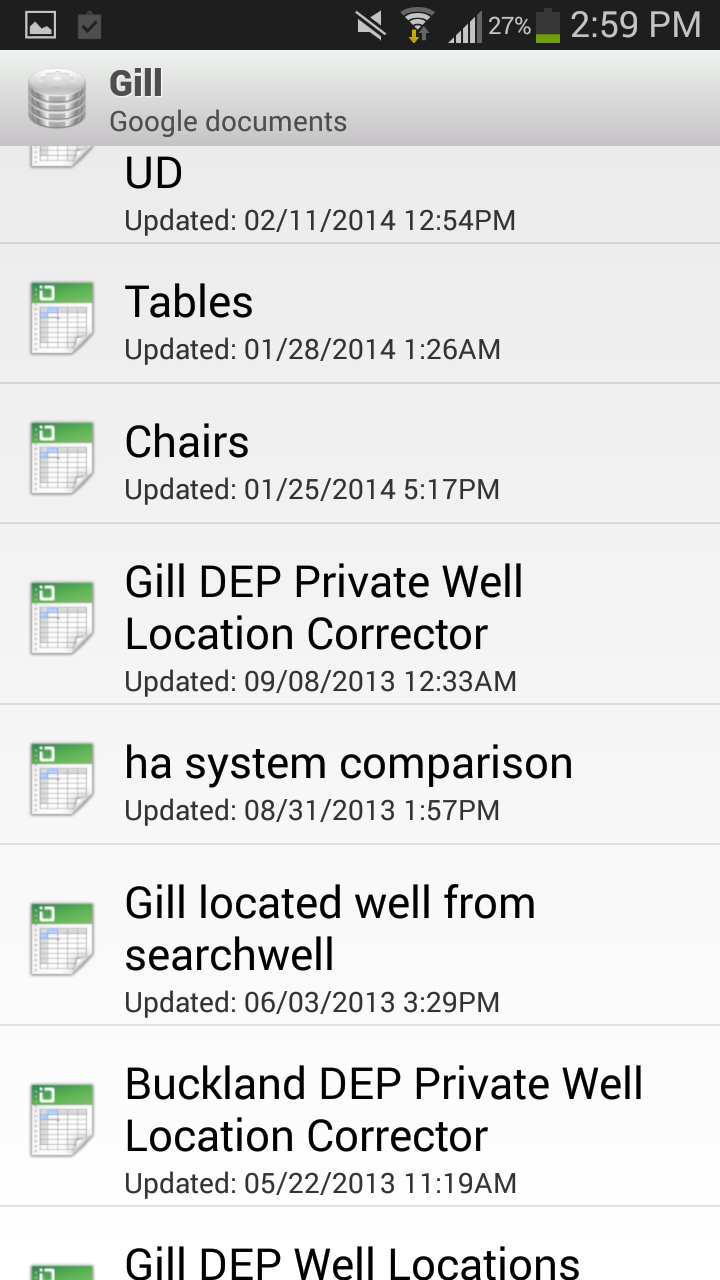 27% 2:59 PM
Gill
Google documents
UD
Updated: 02/11/2014 12:54PM
Tables
Updated: 01/28/2014 1:26AM
Chairs
Updated: 01/25/2014 5:17PM
Gill DEP Private Well
Location Corrector
Updated: 09/08/2013 12:33AM
ha system comparison
Updated: 08/31/2013 1:57PM
Gill located well from
searchwell
Updated: 06/03/2013 3:29PM
Buckland DEP Private Well
Location Corrector
Updated: 05/22/2013 11:19AM
Gill DEP Well Locations